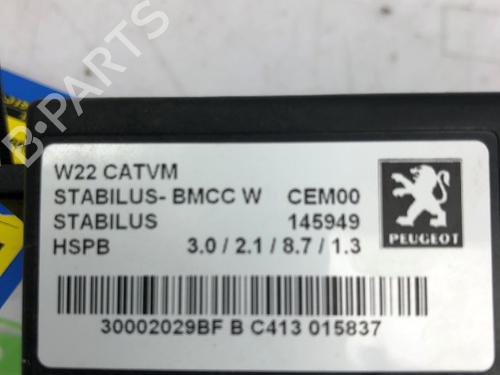 B-PARTS
W22 CATVM
STABILUS- BMCC W CEM00
STABILUS 145949
HSPB 3.0 / 2.1 / 8.7 / 1.3
PEUGEOT
30002029BF B C413 015837